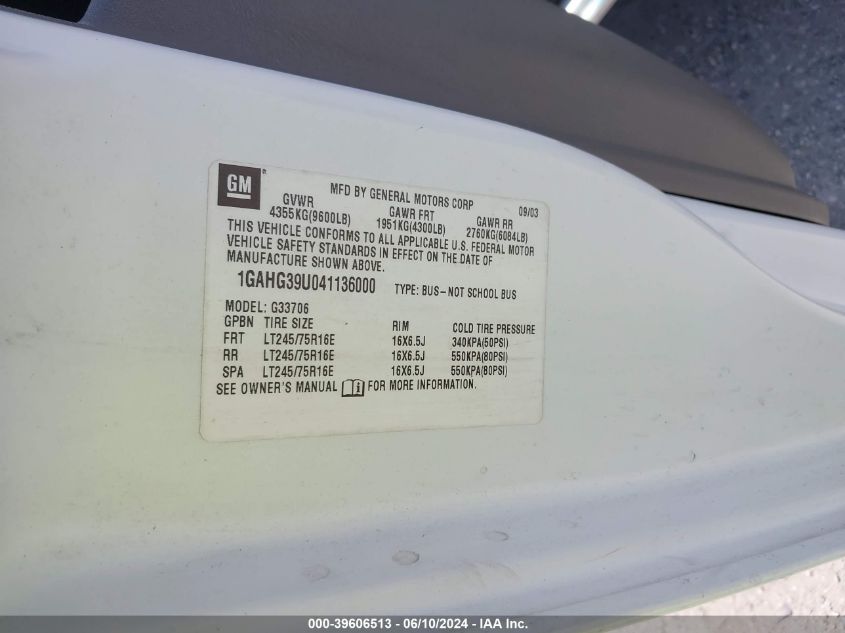 GM
MFD BY GENERAL MOTORS CORP 09/03
GVWR GAWR FRT GAWR RR
4355KG(9600LB) 1951KG(4300LB) 2760KG(6084LB)
THIS VEHICLE CONFORMS TO ALL APPLICABLE U.S. FEDERAL MOTOR
VEHICLE SAFETY STANDARDS IN EFFECT ON THE DATE OF
MANUFACTURE SHOWN ABOVE.
1GAHG39U041136000 TYPE: BUS-NOT SCHOOL BUS
MODEL: G33706
GPBN TIRE SIZE RIM COLD TIRE PRESSURE
FRT LT245/75R16E 16X6.5J 340KPA(50PSI)
RR LT245/75R16E 16X6.5J 550KPA(80PSI)
SPA LT245/75R16E 16X6.5J 550KPA(80PSI)
SEE OWNER'S MANUAL i FOR MORE INFORMATION.
000-39606513 - 06/10/2024 - IAA Inc.